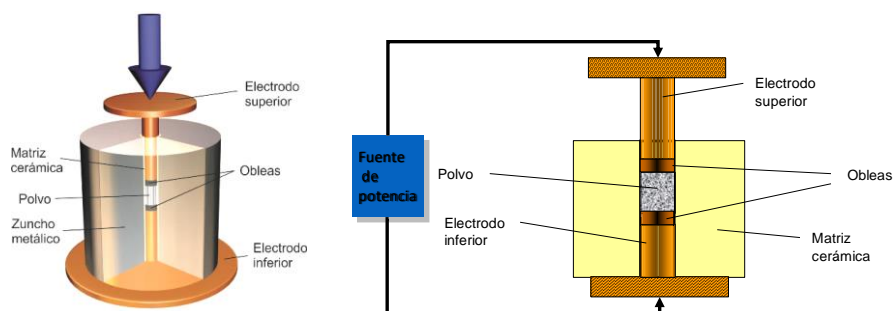 Electrodo
superior
Matriz
cerámica
Obleas
Polvo
Zuncho
metálico
Electrodo
inferior
Fuente
de
potencia
Electrodo
superior
Polvo
Obleas
Electrodo
inferior
Matriz
cerámica